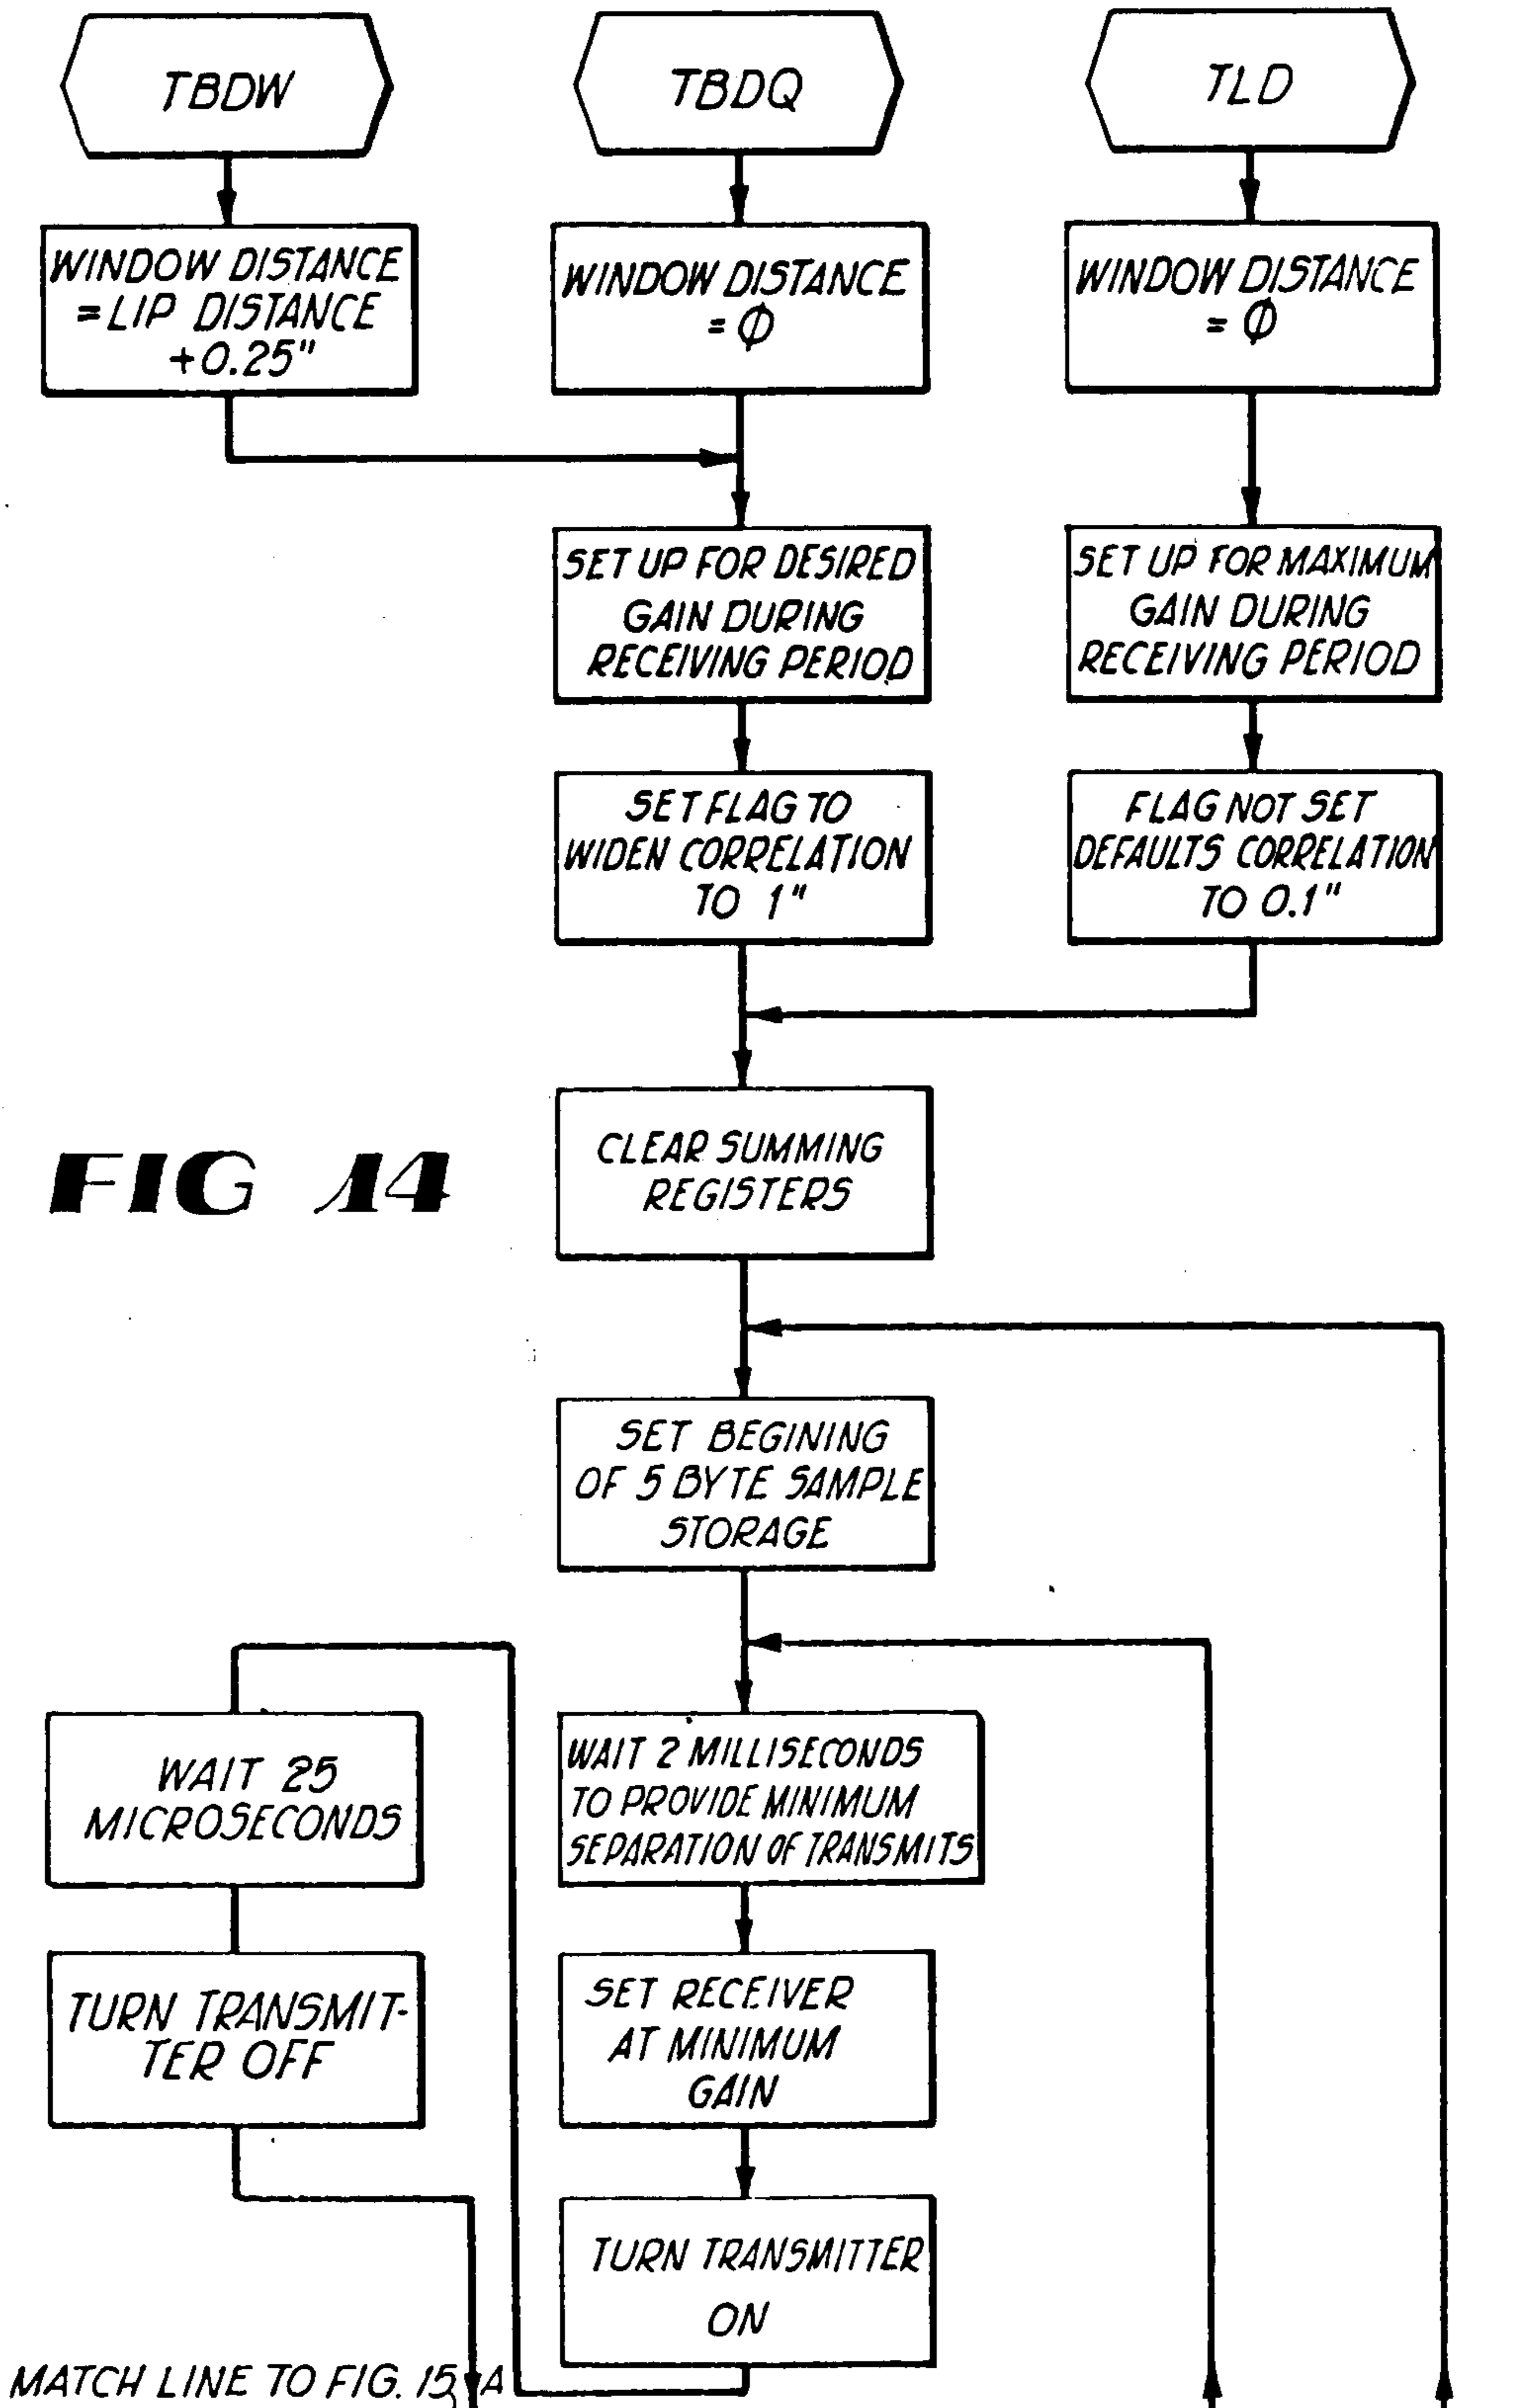 TBDW
TBDQ
TLD
WINDOW DISTANCE
=LIP DISTANCE
+0.25"
WINDOW DISTANCE
=Φ
WINDOW DISTANCE
= Φ
SET UP FOR DESIRED
GAIN DURING
RECEIVING PERIOD
SET UP FOR MAXIMUM
GAIN DURING
RECEIVING PERIOD
SET FLAG TO
WIDEN CORRELATION
TO 1"
FLAG NOT SET
DEFAULTS CORRELATION
TO 0.1"
CLEAR SUMMING
REGISTERS
FIG 14
SET BEGINING
OF 5 BYTE SAMPLE
STORAGE
WAIT 2 MILLISECONDS
TO PROVIDE MINIMUM
SEPARATION OF TRANSMITS
WAIT 25
MICROSECONDS
SET RECEIVER
AT MINIMUM
GAIN
TURN TRANSMIT-
TER OFF
TURN TRANSMITTER
ON
MATCH LINE TO FIG. 15 A